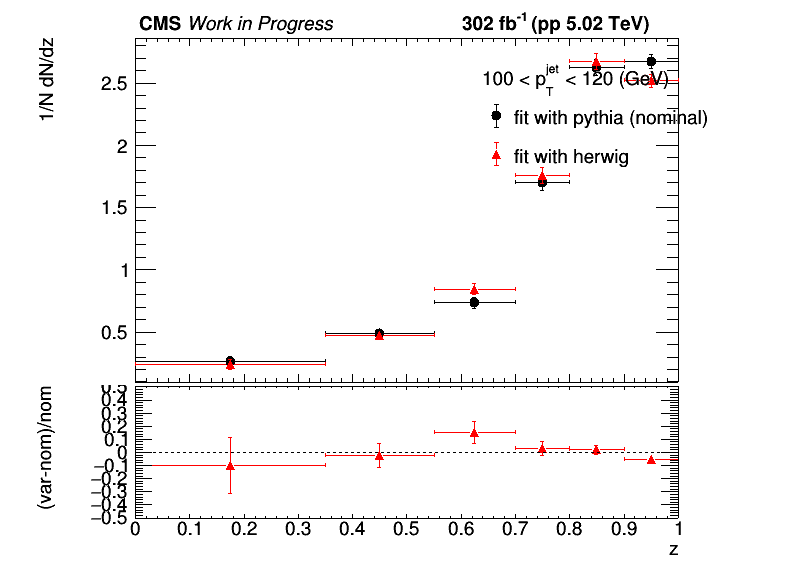 CMS Work in Progress 302 fb-1 (pp 5.02 TeV)
1/N dN/dz
2.5
2
1.5
1
0.5
100 < pTjet < 120 (GeV)
fit with pythia (nominal)
fit with herwig
(var-nom)/nom
0.5
0.4
0.3
0.2
0.1
0
−0.1
−0.2
−0.3
−0.4
−0.5
0 0.1 0.2 0.3 0.4 0.5 0.6 0.7 0.8 0.9 1
z